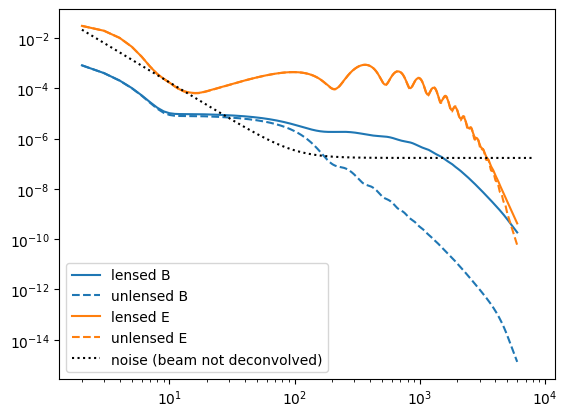 10⁻²
10⁻⁴
10⁻⁶
10⁻⁸
10⁻¹⁰
10⁻¹²
10⁻¹⁴
lensed B
unlensed B
lensed E
unlensed E
noise (beam not deconvolved)
10¹ 10² 10³ 10⁴